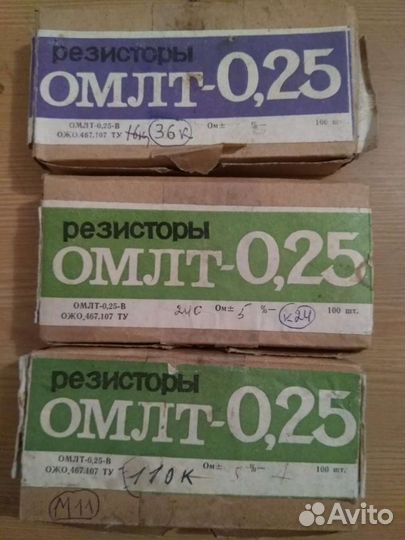 резисторы
ОМЛТ-0,25
ОМЛТ-0,25-В
ОЖО.467.107 ТУ 16к 36к Ом± %— 100 шт.
резисторы
ОМЛТ-0,25
ОМЛТ-0,25-В
ОЖО.467.107 ТУ 240 Ом± 5 %— К24 100 шт.
резисторы
ОМЛТ-0,25
ОМЛТ-0,25-В
ОЖО.467.107 ТУ 110к Ом± 5 %— 100 шт.
М11
Avito